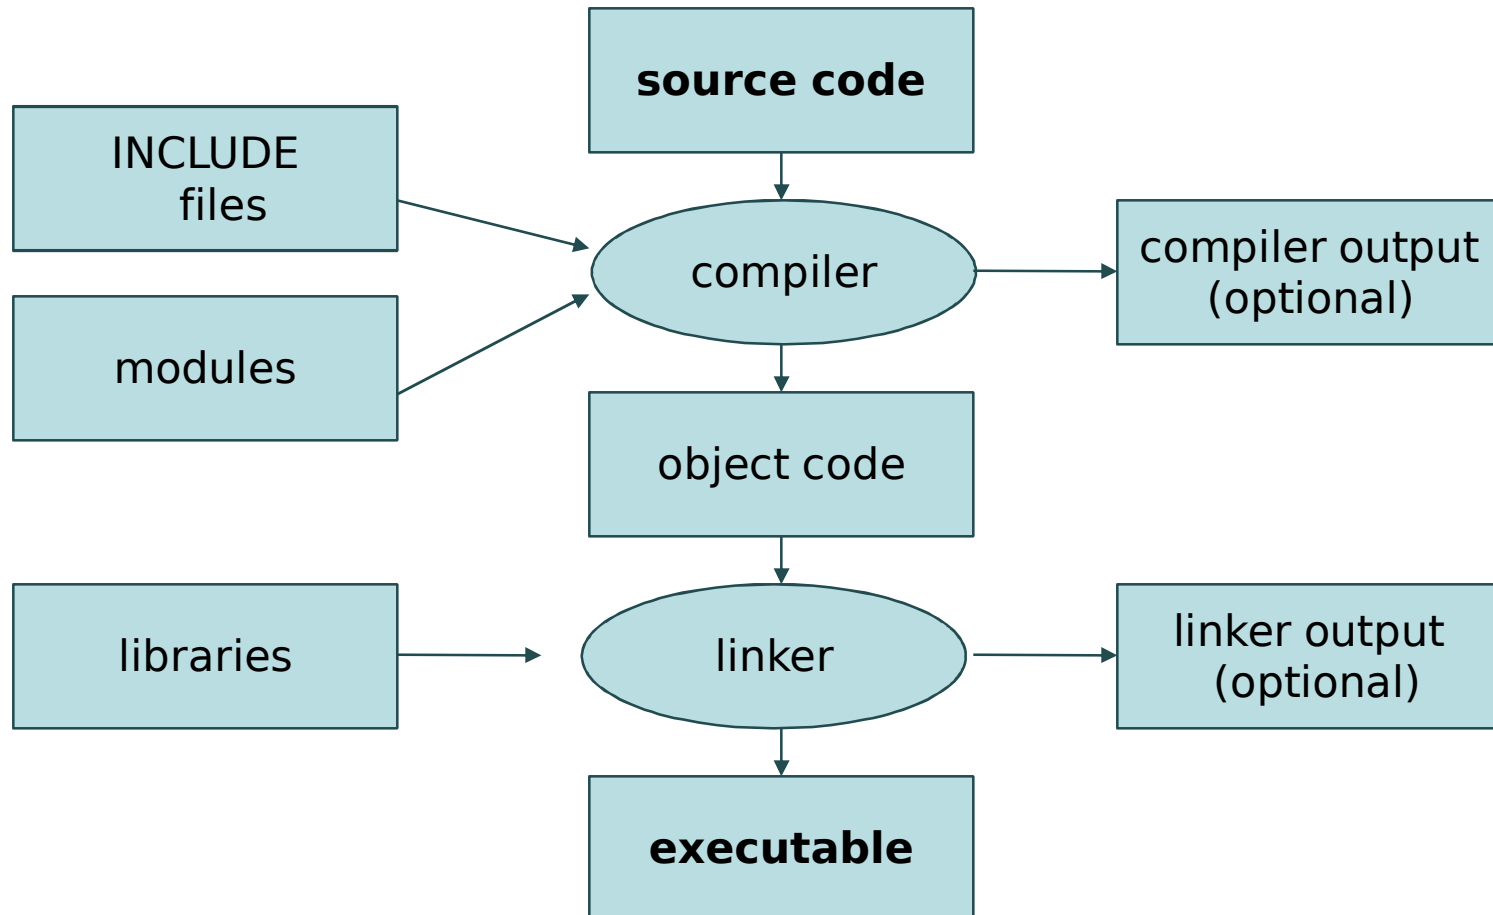 source code
INCLUDE
files
compiler
compiler output
(optional)
modules
object code
libraries
linker
linker output
(optional)
executable